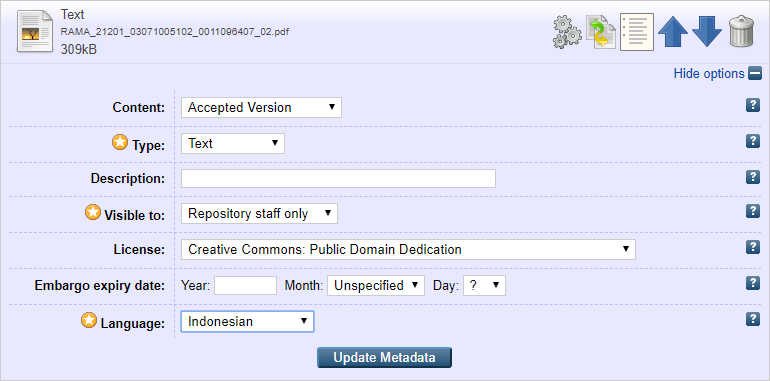 Text
RAMA_21201_03071005102_0011096407_02.pdf
309kB
Hide options
Content: Accepted Version ?
Type: Text ?
Description: ?
Visible to: Repository staff only ?
License: Creative Commons: Public Domain Dedication ?
Embargo expiry date: Year: Month: Unspecified Day: ? ?
Language: Indonesian ?
Update Metadata